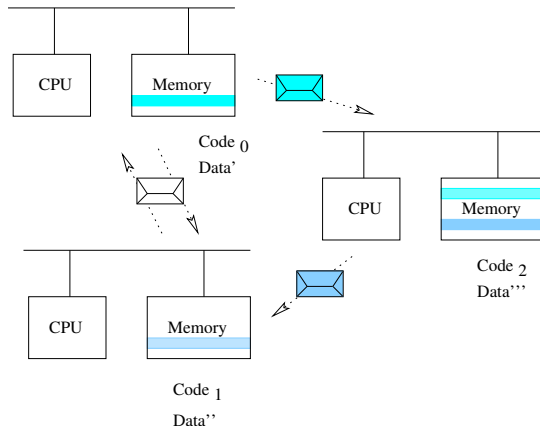 CPU
Memory
Code 0
Data'
CPU
Memory
Code 2
Data'''
CPU
Memory
Code 1
Data''